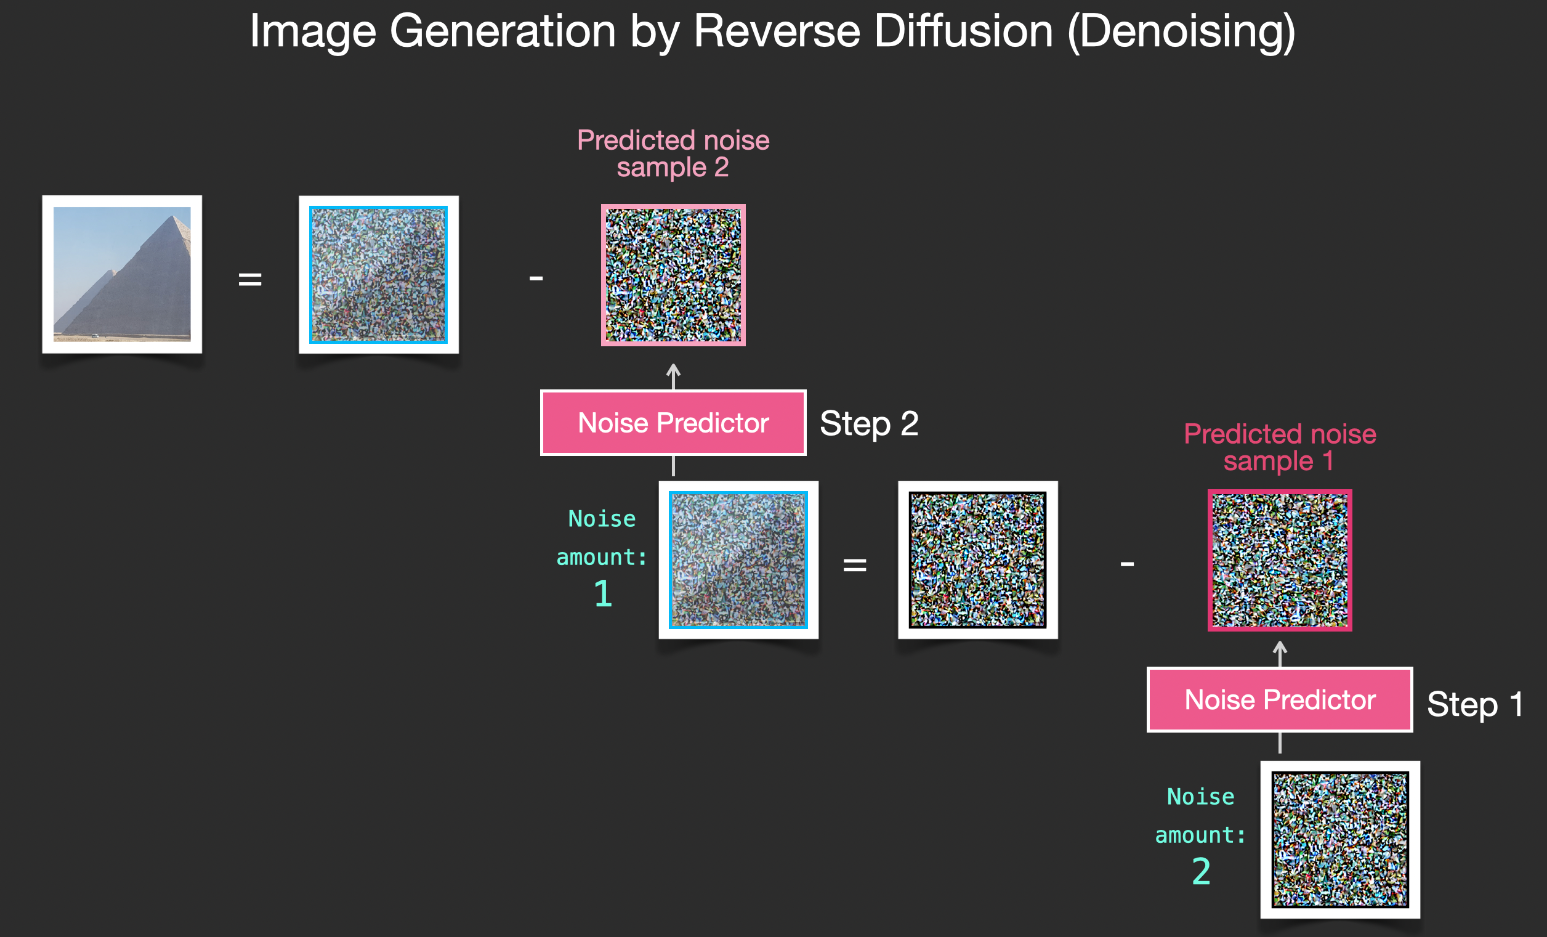 Image Generation by Reverse Diffusion (Denoising)
Predicted noise
sample 2
=
-
Noise Predictor
Step 2
Predicted noise
sample 1
Noise
amount:
1
=
-
Noise Predictor
Step 1
Noise
amount:
2